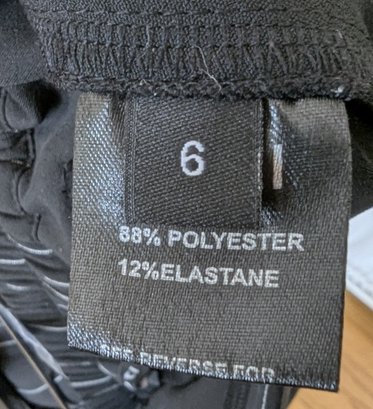 6
88% POLYESTER
12%ELASTANE
SEE REVERSE FOR